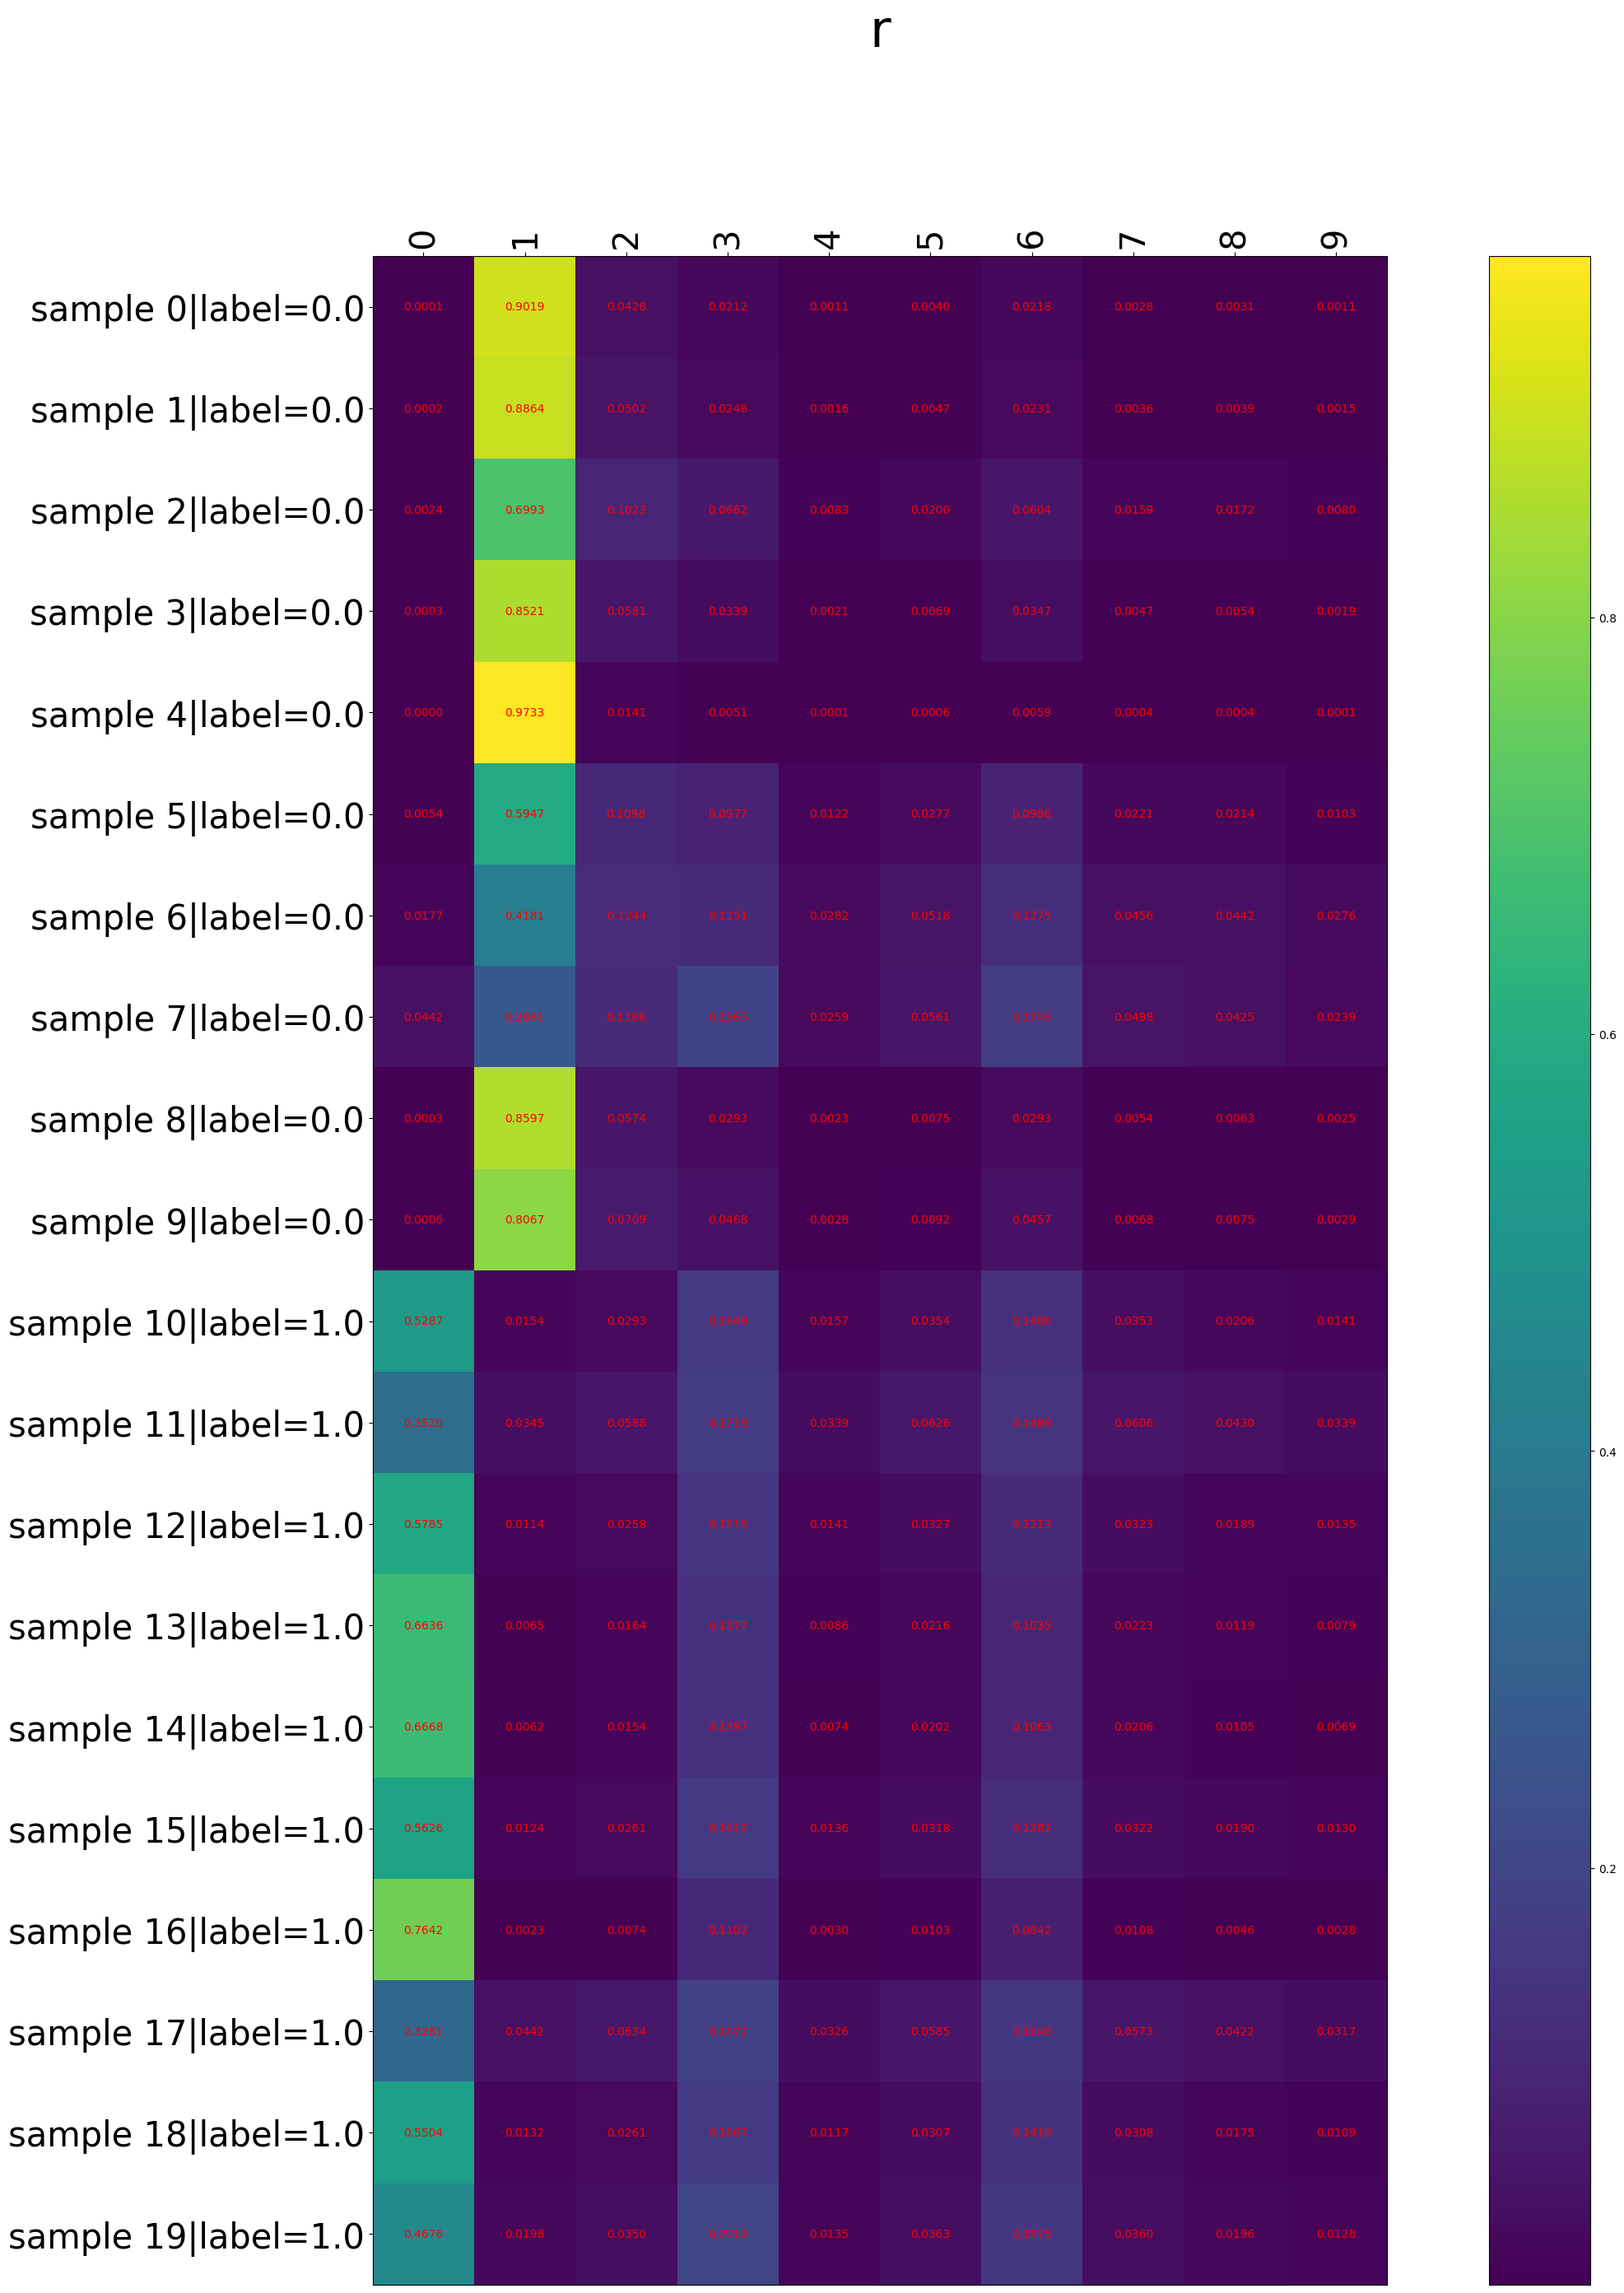 r
0 1 2 3 4 5 6 7 8 9
sample 0|label=0.0 0.0001 0.9019 0.0428 0.0212 0.0011 0.0040 0.0218 0.0028 0.0031 0.0011
sample 1|label=0.0 0.0002 0.8864 0.0502 0.0248 0.0016 0.0047 0.0231 0.0036 0.0039 0.0015
sample 2|label=0.0 0.0024 0.6993 0.1023 0.0662 0.0083 0.0200 0.0604 0.0159 0.0172 0.0080
sample 3|label=0.0 0.0003 0.8521 0.0581 0.0339 0.0021 0.0069 0.0347 0.0047 0.0054 0.0019
0.8
sample 4|label=0.0 0.0000 0.9733 0.0141 0.0051 0.0001 0.0006 0.0059 0.0004 0.0004 0.0001
sample 5|label=0.0 0.0054 0.5947 0.1098 0.0977 0.0122 0.0277 0.0986 0.0221 0.0214 0.0103
sample 6|label=0.0 0.0177 0.4181 0.1244 0.1151 0.0282 0.0518 0.1275 0.0456 0.0442 0.0276
sample 7|label=0.0 0.0442 0.1188 0.0259 0.0561 0.0498 0.0425 0.0239
0.6
sample 8|label=0.0 0.0003 0.8597 0.0574 0.0293 0.0023 0.0075 0.0293 0.0054 0.0063 0.0025
sample 9|label=0.0 0.0006 0.8067 0.0709 0.0468 0.0028 0.0092 0.0457 0.0068 0.0075 0.0029
sample 10|label=1.0 0.5287 0.0154 0.0293 0.0157 0.0354 0.1406 0.0353 0.0206 0.0141
sample 11|label=1.0 0.3520 0.0345 0.0588 0.1719 0.0339 0.0626 0.0606 0.0430 0.0339
0.4
sample 12|label=1.0 0.5785 0.0114 0.0258 0.1515 0.0141 0.0327 0.1213 0.0323 0.0189 0.0135
sample 13|label=1.0 0.6636 0.0065 0.0164 0.1377 0.0086 0.0216 0.1035 0.0223 0.0119 0.0079
sample 14|label=1.0 0.6668 0.0062 0.0154 0.1397 0.0074 0.0202 0.1063 0.0206 0.0105 0.0069
sample 15|label=1.0 0.5626 0.0124 0.0261 0.0136 0.0318 0.1282 0.0322 0.0190 0.0130
0.2
sample 16|label=1.0 0.7642 0.0023 0.0074 0.1103 0.0030 0.0103 0.0842 0.0108 0.0046 0.0028
sample 17|label=1.0 0.3281 0.0442 0.0634 0.0326 0.0585 0.0573 0.0422 0.0317
sample 18|label=1.0 0.5504 0.0132 0.0261 0.0117 0.0307 0.1419 0.0308 0.0175 0.0109
sample 19|label=1.0 0.4676 0.0198 0.0350 0.2019 0.0135 0.0363 0.1575 0.0360 0.0196 0.0128